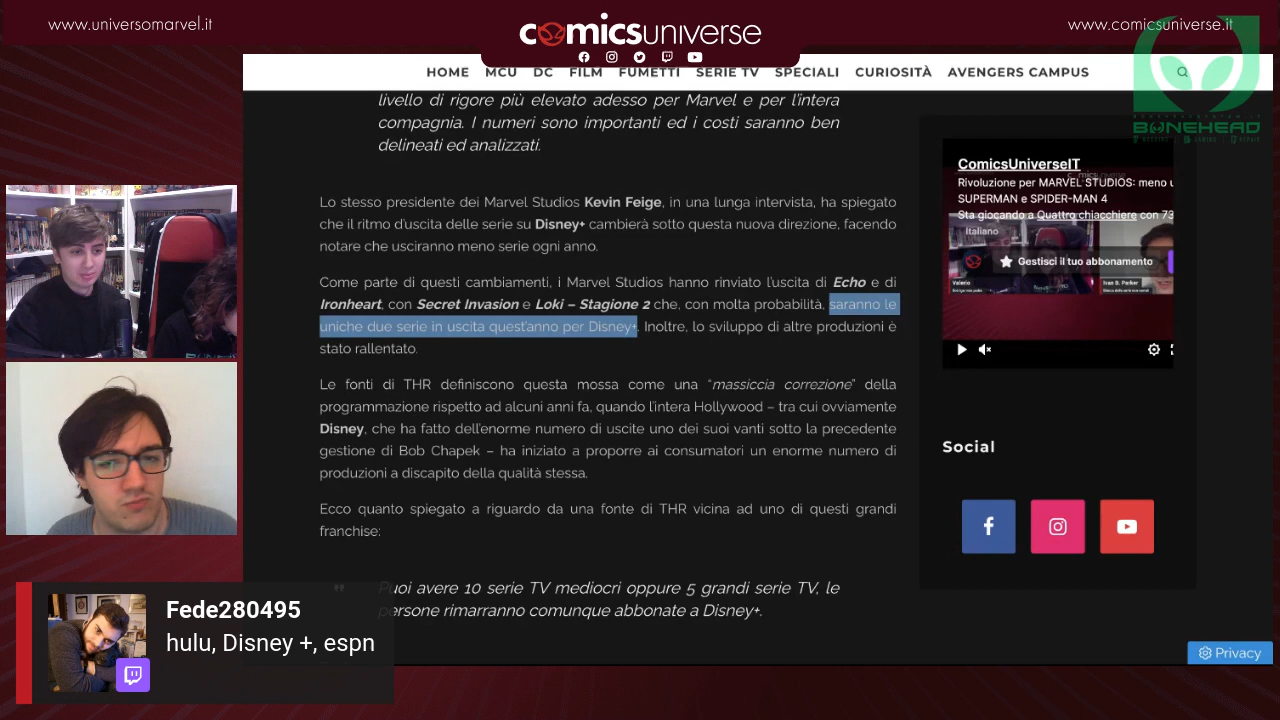 www.universomarvel.it
comicsuniverse
www.comicsuniverse.it
HOME MCU DC FILM FUMETTI SERIE TV SPECIALI CURIOSITÀ AVENGERS CAMPUS
BONEHEAD
livello di rigore più elevato adesso per Marvel e per l'intera
compagnia. I numeri sono importanti ed i costi saranno ben
delineati ed analizzati.
Lo stesso presidente dei Marvel Studios Kevin Feige, in una lunga intervista, ha spiegato
che il ritmo d'uscita delle serie su Disney+ cambierà sotto questa nuova direzione, facendo
notare che usciranno meno serie ogni anno.
Come parte di questi cambiamenti, i Marvel Studios hanno rinviato l'uscita di Echo e di
Ironheart, con Secret Invasion e Loki – Stagione 2 che, con molta probabilità, saranno le
uniche due serie in uscita quest'anno per Disney+. Inoltre, lo sviluppo di altre produzioni è
stato rallentato.
Le fonti di THR definiscono questa mossa come una “massiccia correzione” della
programmazione rispetto ad alcuni anni fa, quando l'intera Hollywood – tra cui ovviamente
Disney, che ha fatto dell'enorme numero di uscite uno dei suoi vanti sotto la precedente
gestione di Bob Chapek – ha iniziato a proporre ai consumatori un enorme numero di
produzioni a discapito della qualità stessa.
Ecco quanto spiegato a riguardo da una fonte di THR vicina ad uno di questi grandi
franchise:
Puoi avere 10 serie TV mediocri oppure 5 grandi serie TV, le
persone rimarranno comunque abbonate a Disney+.
ComicsUniverseIT
Rivoluzione per MARVEL STUDIOS: meno
SUPERMAN e SPIDER-MAN 4
Sta giocando a Quattro chiacchiere con 73
Italiano
Gestisci il tuo abbonamento
Valerio
Ivan S. Parker
Social
Privacy
Fede280495
hulu, Disney +, espn